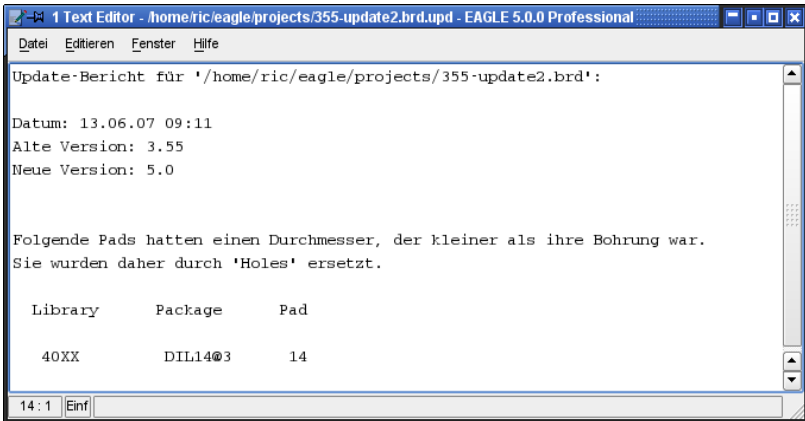 1 Text Editor - /home/ric/eagle/projects/355-update2.brd.upd - EAGLE 5.0.0 Professional
Datei Editieren Fenster Hilfe
Update-Bericht für '/home/ric/eagle/projects/355-update2.brd':
Datum: 13.06.07 09:11
Alte Version: 3.55
Neue Version: 5.0
Folgende Pads hatten einen Durchmesser, der kleiner als ihre Bohrung war.
Sie wurden daher durch 'Holes' ersetzt.
Library Package Pad
40XX DIL14@3 14
14:1 Einf